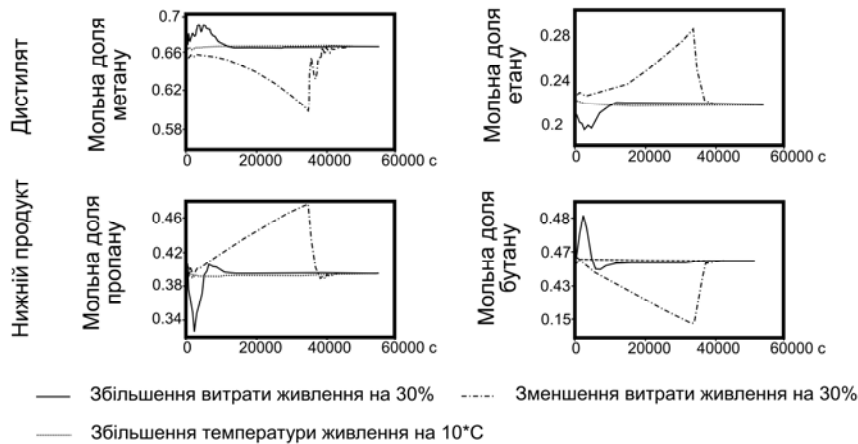 Дистилят
Мольна доля
метану
0.7
0.66
0.62
0.58
0
20000
40000
60000 с
Мольна доля
етану
0.28
0.24
0.2
0
20000
40000
60000 с
Нижній продукт
Мольна доля
пропану
0.46
0.42
0.38
0.34
0
20000
40000
60000 с
Мольна доля
бутану
0.48
0.47
0.43
0.15
0
20000
40000
60000 с
Збільшення витрати живлення на 30%
Зменшення витрати живлення на 30%
Збільшення температури живлення на 10*С